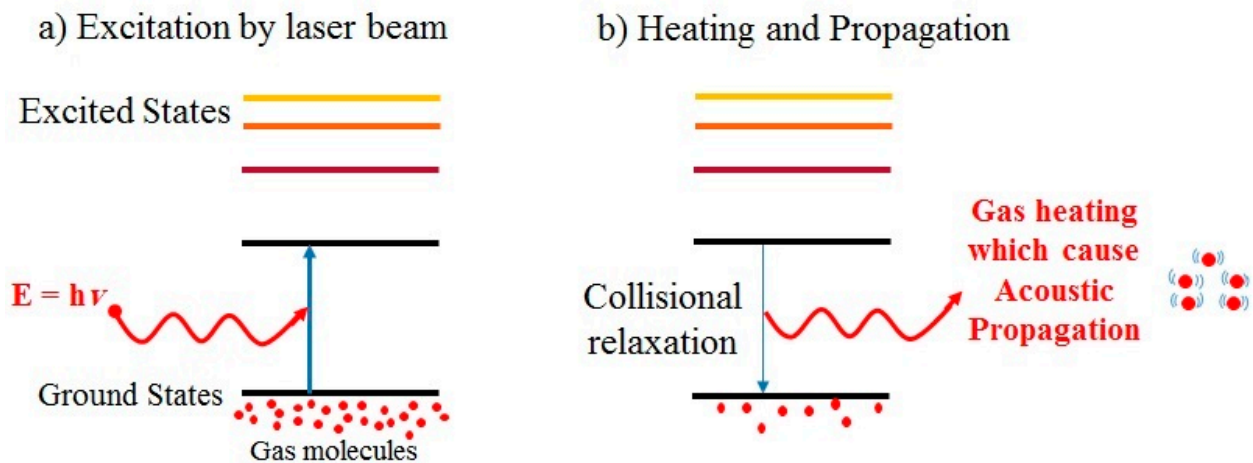 a) Excitation by laser beam
b) Heating and Propagation
Excited States
E = hν
Ground States
Gas molecules
Collisional
relaxation
Gas heating
which cause
Acoustic
Propagation